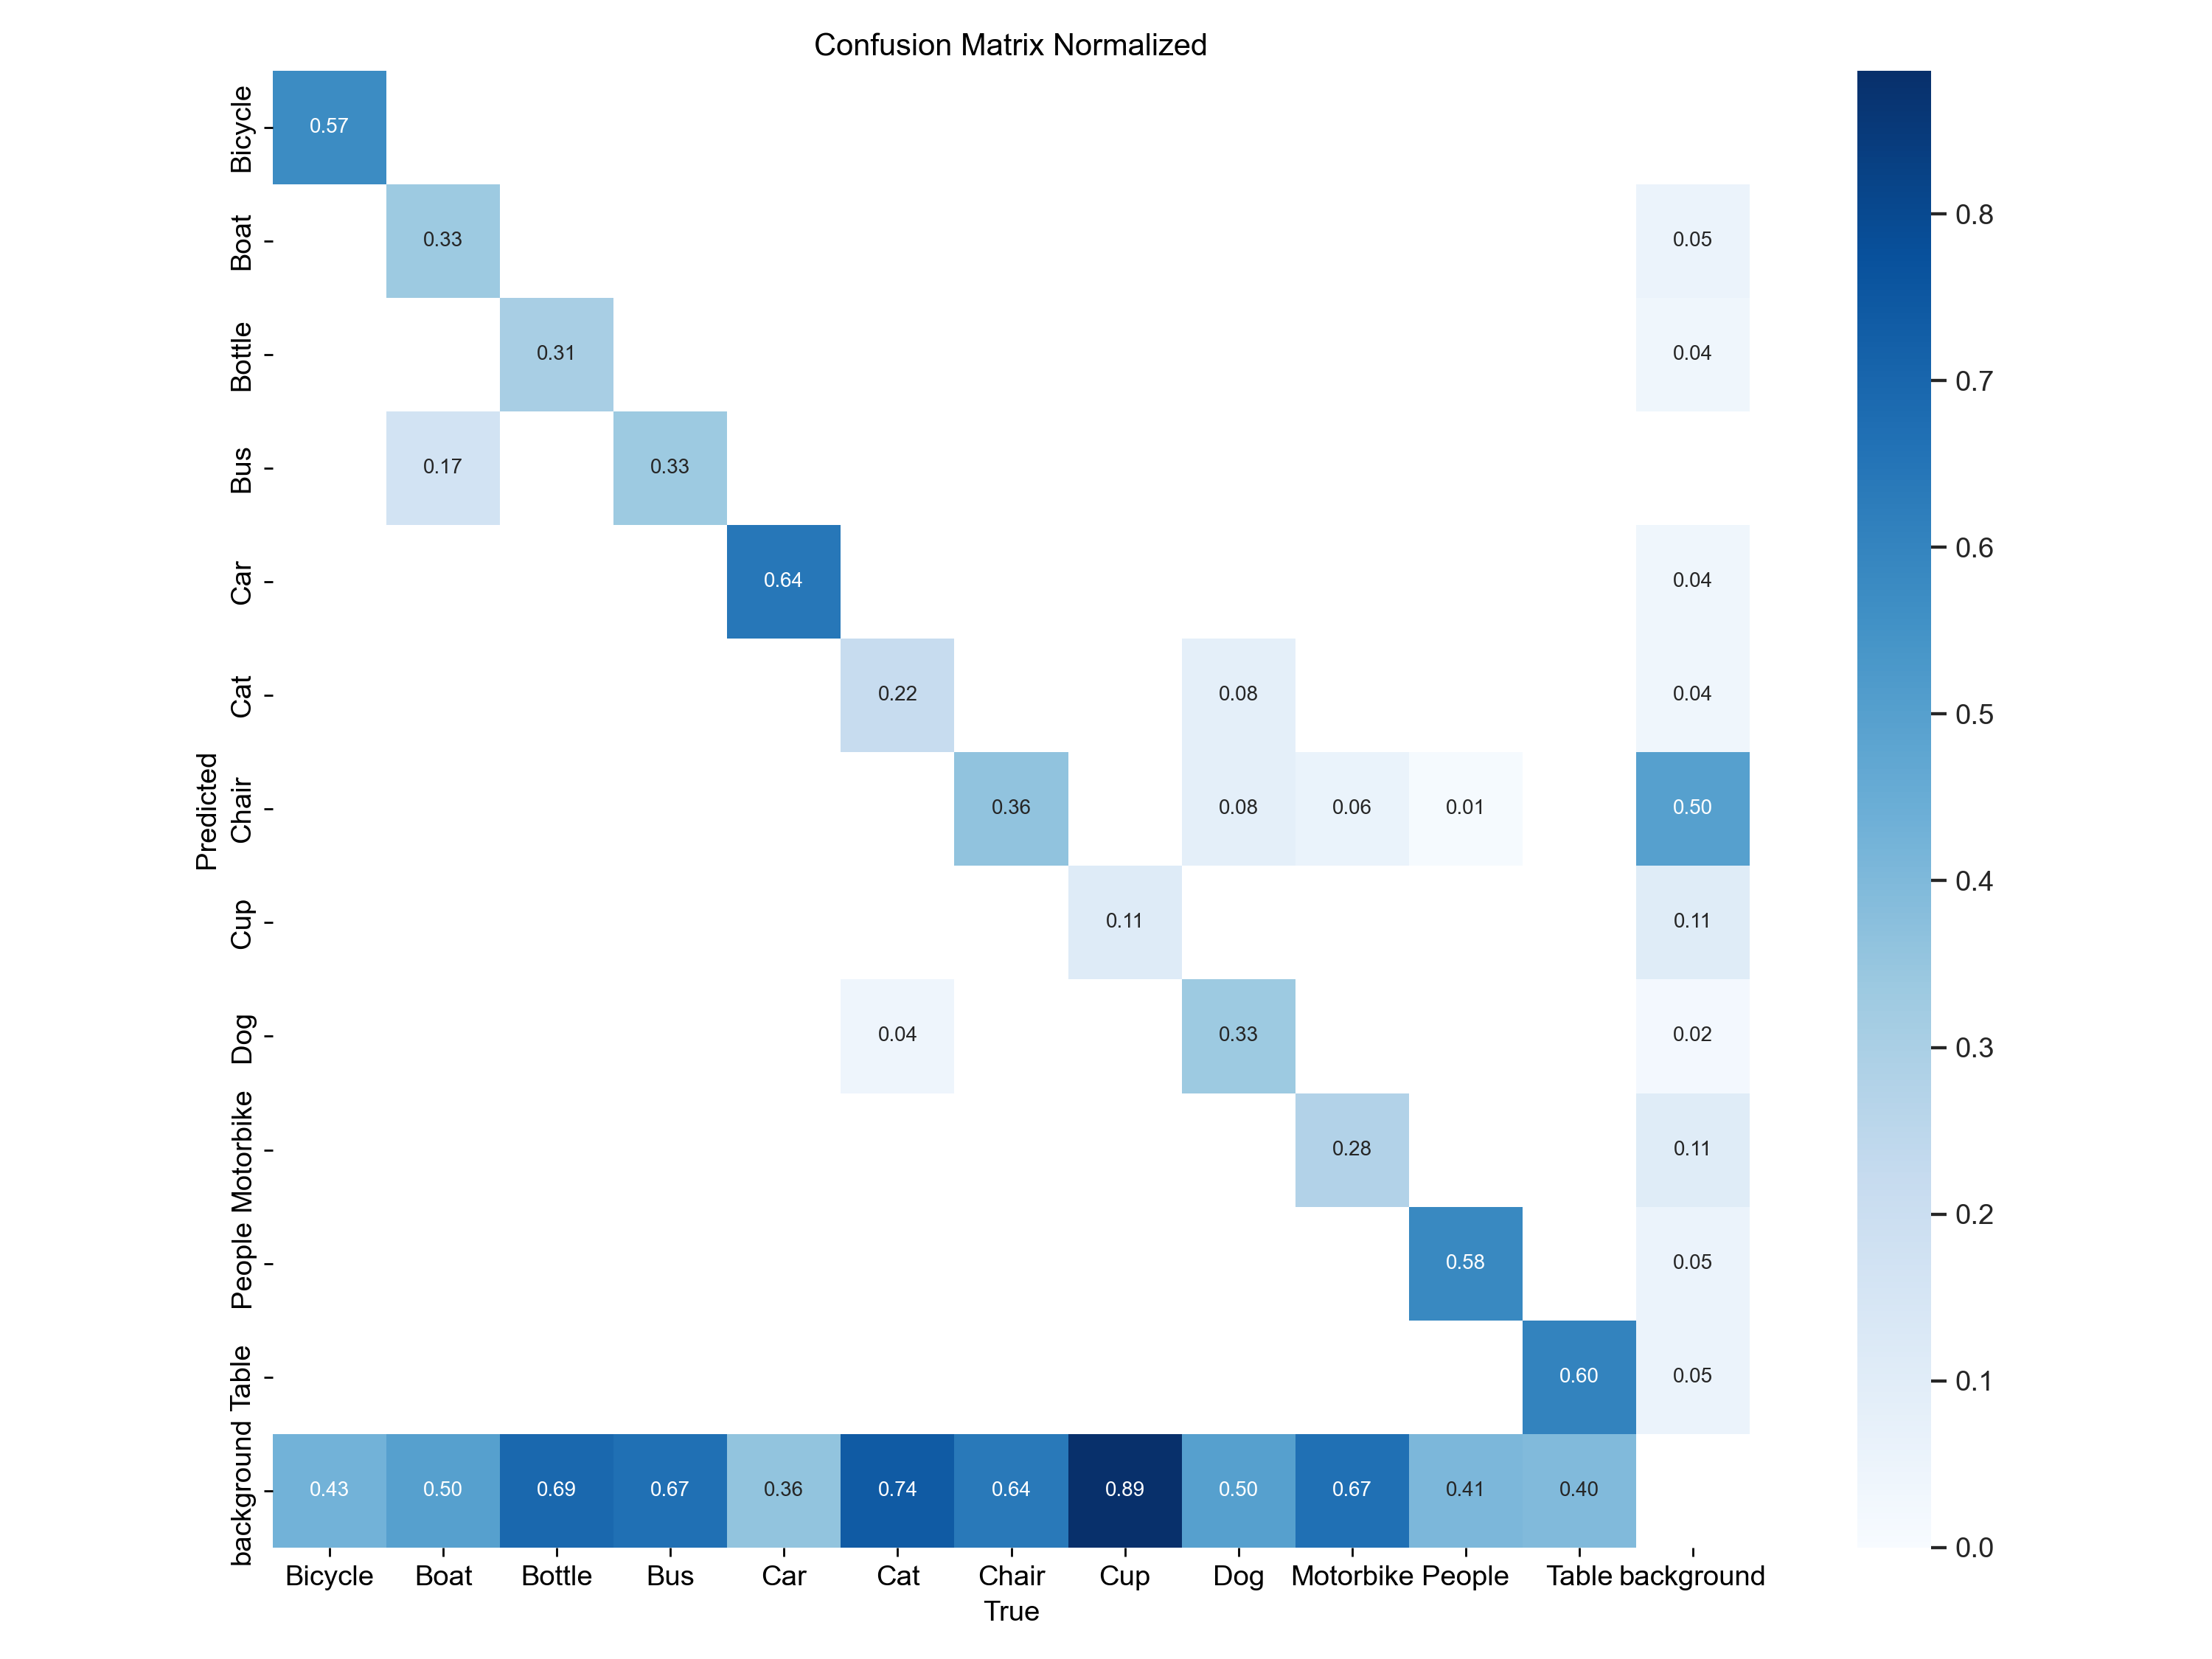 Confusion Matrix Normalized
Bicycle
0.57
Boat
0.33
0.05
0.8
Bottle
0.31
0.04
0.7
Bus
0.17
0.33
Car
0.64
0.04
0.6
Cat
0.22
0.08
0.04
0.5
Predicted
Chair
0.36
0.08
0.06
0.01
0.50
Cup
0.11
0.11
0.4
Dog
0.04
0.33
0.02
0.3
Motorbike
0.28
0.11
People
0.58
0.05
0.2
Table
0.60
0.05
0.1
background
0.43
0.50
0.69
0.67
0.36
0.74
0.64
0.89
0.50
0.67
0.41
0.40
0.0
Bicycle
Boat
Bottle
Bus
Car
Cat
Chair
Cup
Dog
Motorbike
People
Table
background
True